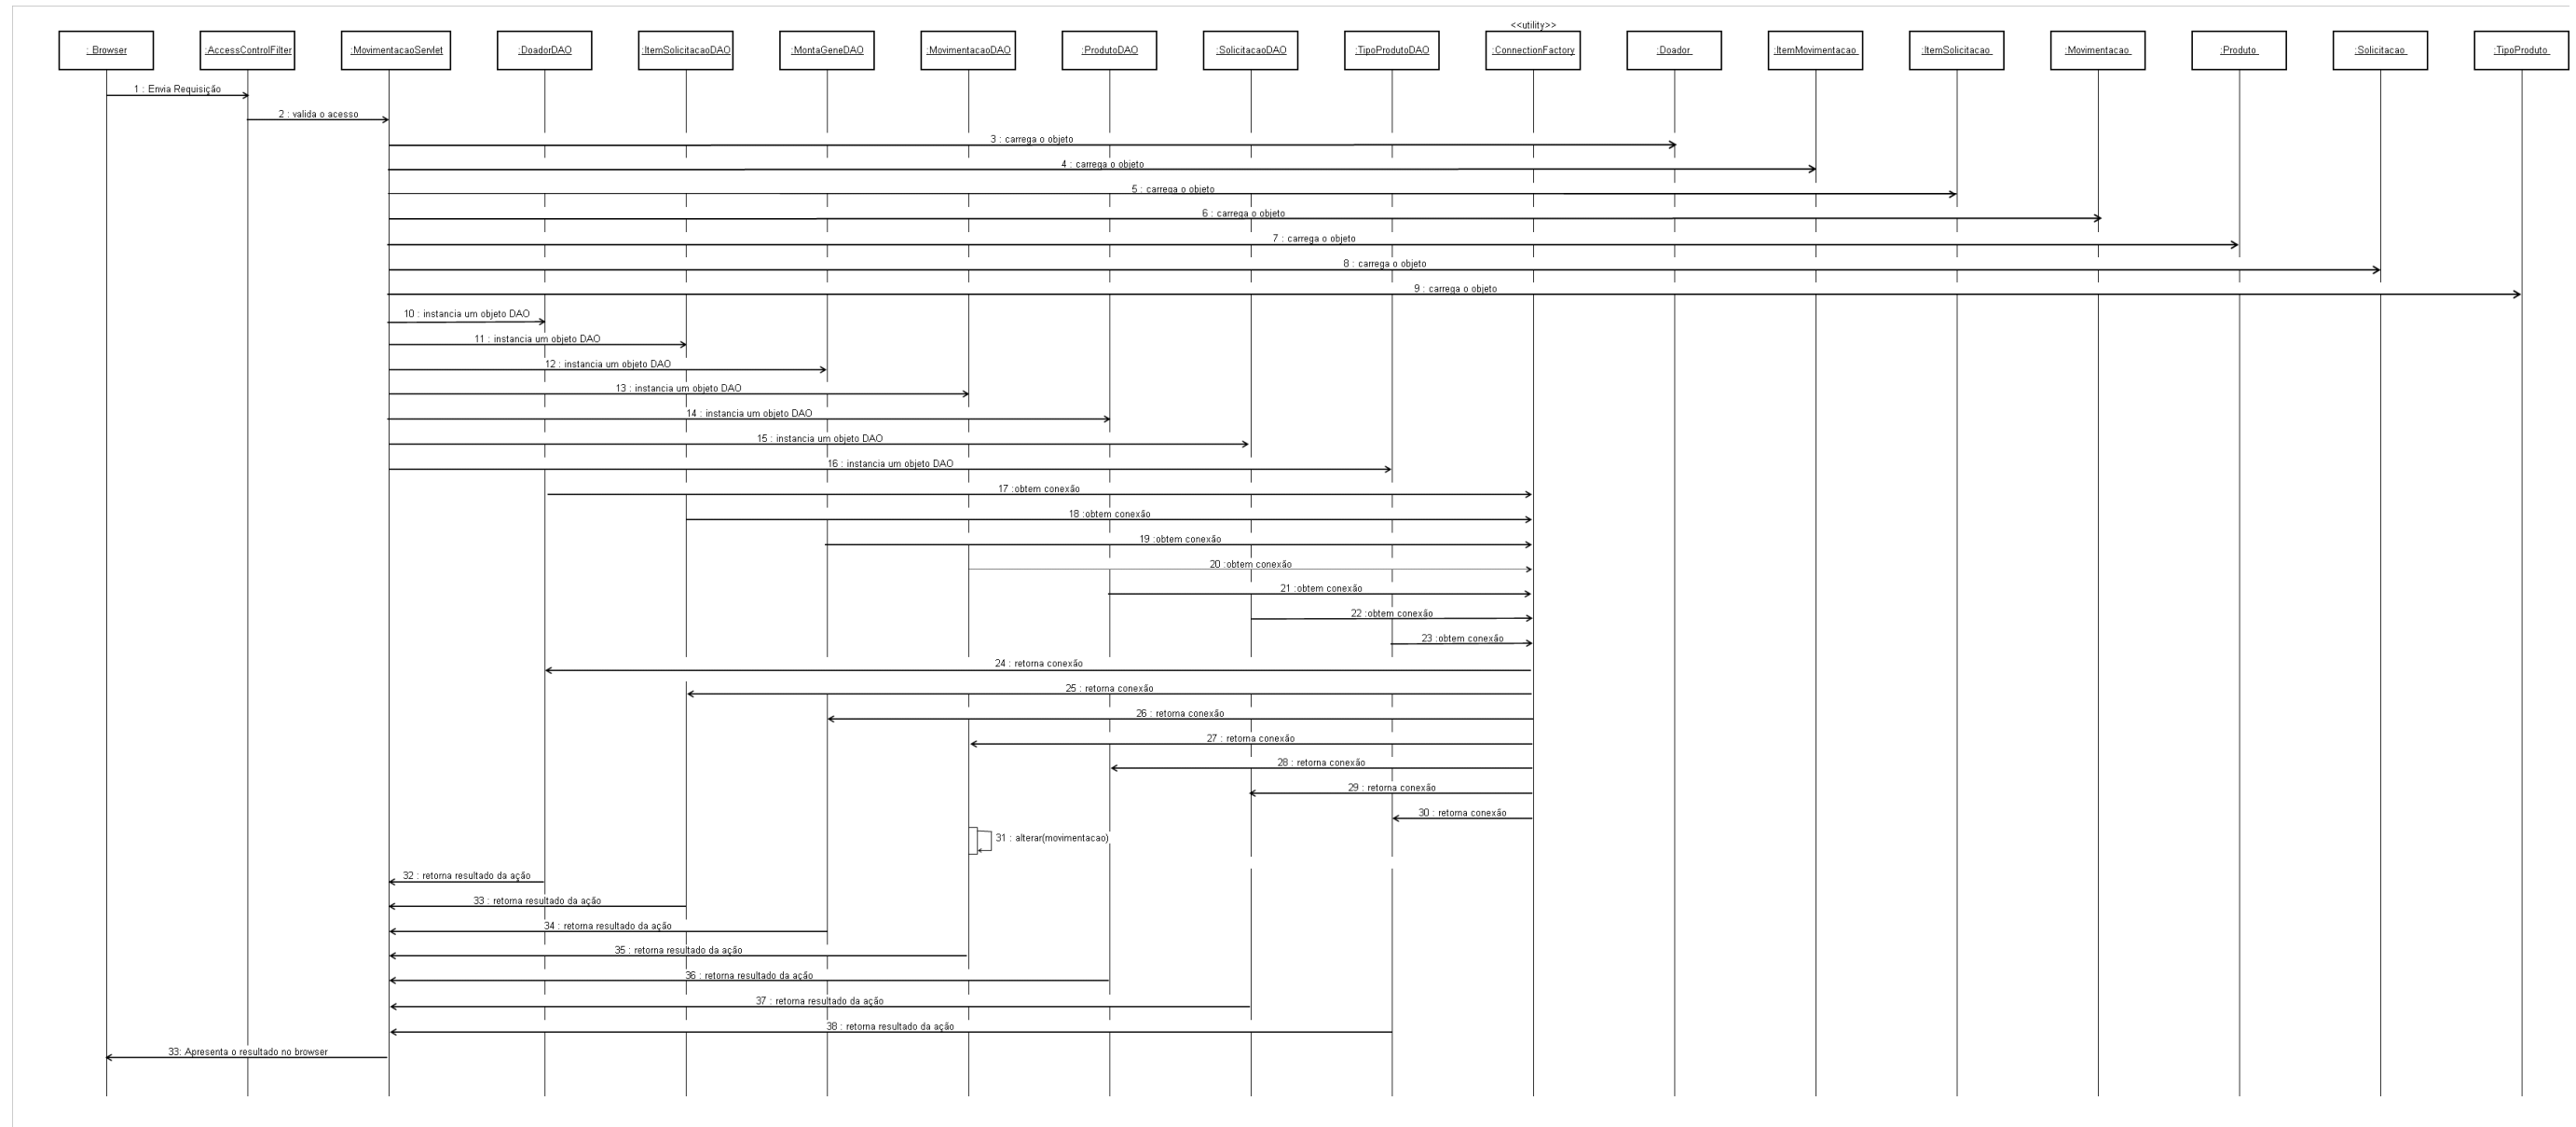 <<utility>>
: Browser
:AccessControlFilter
:MovimentacaoServlet
:DoadorDAO
:ItemSolicitacaoDAO
:MontaGeneDAO
:MovimentacaoDAO
:ProdutoDAO
:SolicitacaoDAO
:TipoProdutoDAO
:ConnectionFactory
:Doador
:ItemMovimentacao
:ItemSolicitacao
:Movimentacao
:Produto
:Solicitacao
:TipoProduto
1 : Envia Requisição
2 : valida o acesso
3 : carrega o objeto
4 : carrega o objeto
5 : carrega o objeto
6 : carrega o objeto
7 : carrega o objeto
8 : carrega o objeto
9 : carrega o objeto
10 : instancia um objeto DAO
11 : instancia um objeto DAO
12 : instancia um objeto DAO
13 : instancia um objeto DAO
14 : instancia um objeto DAO
15 : instancia um objeto DAO
16 : instancia um objeto DAO
17 :obtem conexão
18 :obtem conexão
19 :obtem conexão
20 :obtem conexão
21 :obtem conexão
22 :obtem conexão
23 :obtem conexão
24 : retorna conexão
25 : retorna conexão
26 : retorna conexão
27 : retorna conexão
28 : retorna conexão
29 : retorna conexão
30 : retorna conexão
31 : alterar(movimentacao)
32 : retorna resultado da ação
33 : retorna resultado da ação
34 : retorna resultado da ação
35 : retorna resultado da ação
36 : retorna resultado da ação
37 : retorna resultado da ação
38 : retorna resultado da ação
33: Apresenta o resultado no browser